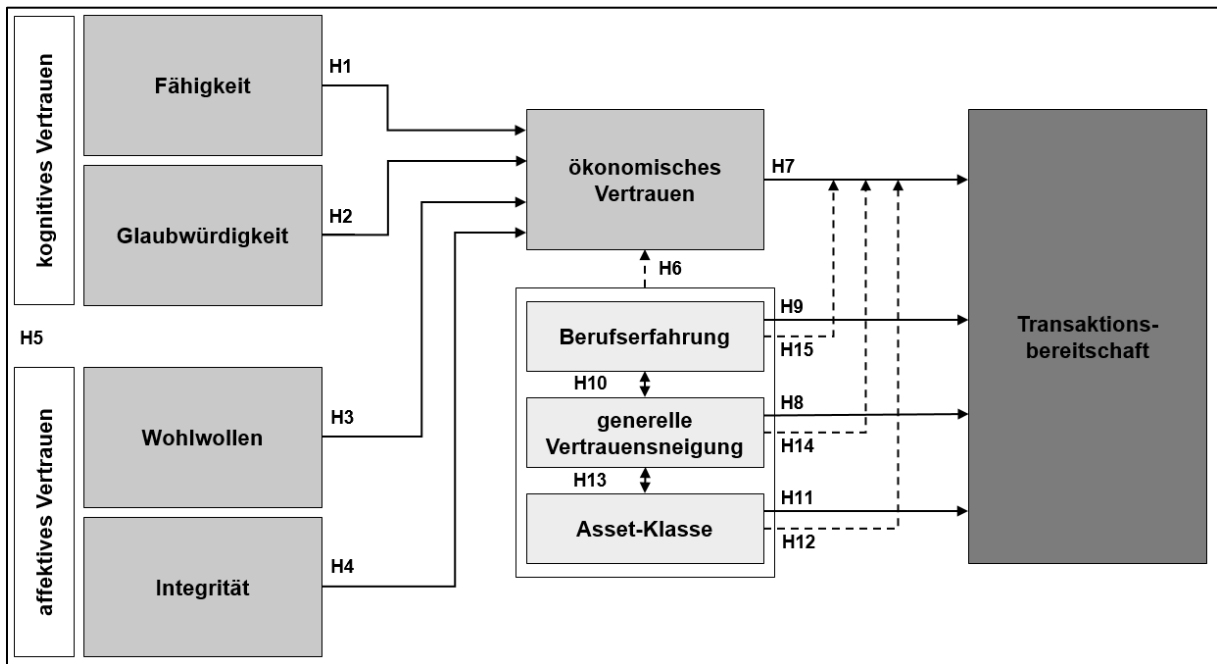 kognitives Vertrauen
Fähigkeit
H1
Glaubwürdigkeit
H2
H5
affektives Vertrauen
Wohlwollen
H3
Integrität
H4
ökonomisches
Vertrauen
H7
H6
Berufserfahrung
H9
H15
H10
generelle
Vertrauensneigung
H8
H14
H13
Asset-Klasse
H11
H12
Transaktions-
bereitschaft